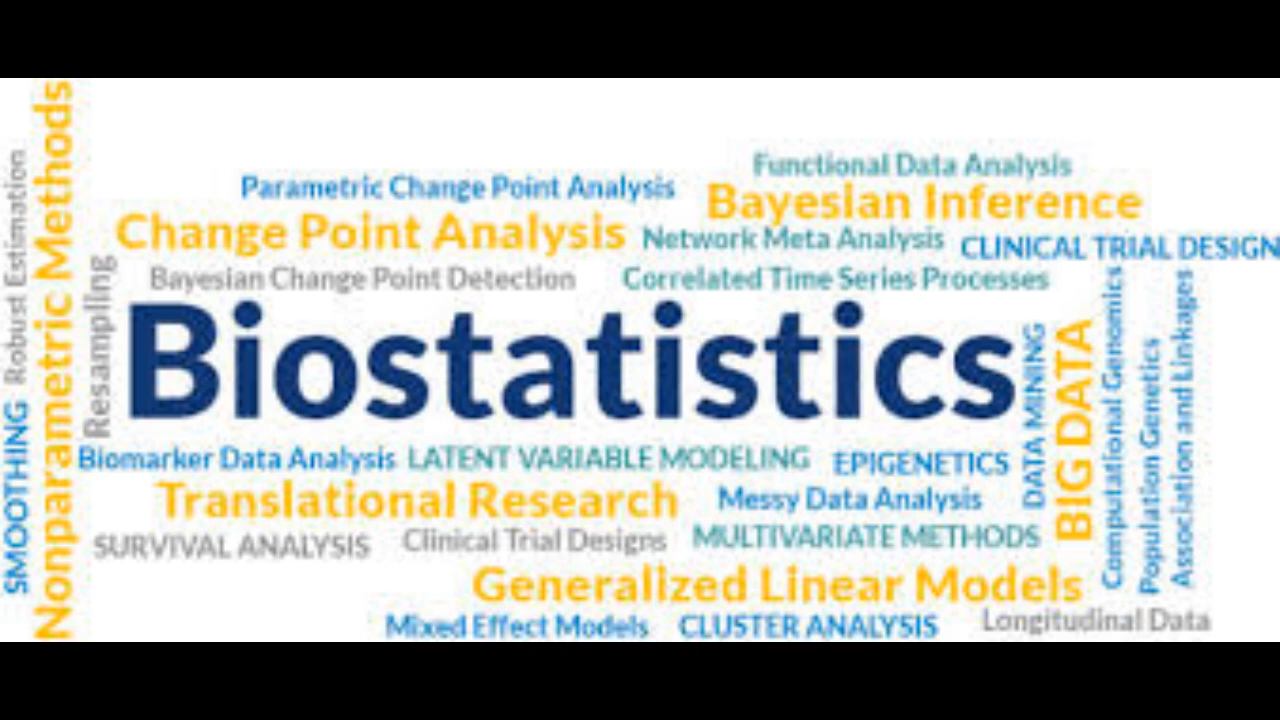 SMOOTHING
Robust Estimation
Nonparametric Methods
Resampling
Functional Data Analysis
Parametric Change Point Analysis
Bayesian Inference
Change Point Analysis
Network Meta Analysis
CLINICAL TRIAL DESIGN
Bayesian Change Point Detection
Correlated Time Series Processes
Biostatistics
DATA MINING
BIG DATA
Computational Genomics
Population Genetics
Association and Linkages
Biomarker Data Analysis
LATENT VARIABLE MODELING
EPIGENETICS
Translational Research
Messy Data Analysis
SURVIVAL ANALYSIS
Clinical Trial Designs
MULTIVARIATE METHODS
Generalized Linear Models
Mixed Effect Models
CLUSTER ANALYSIS
Longitudinal Data